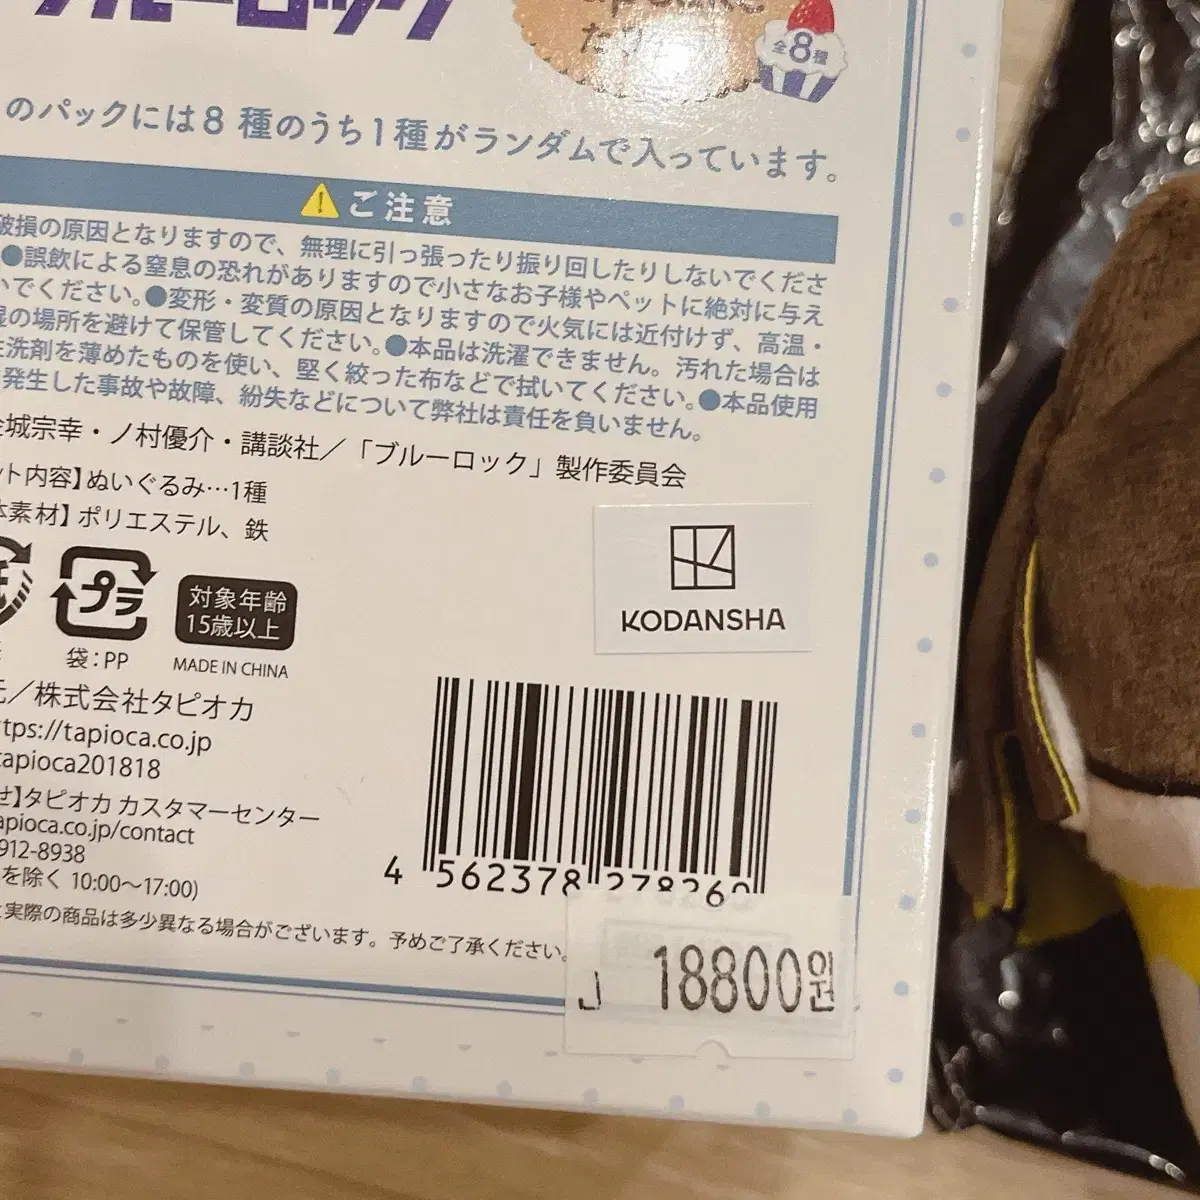 ブルーロック
全8種
のパックには8種のうち1種がランダムで入っています。
ご注意
破損の原因となりますので、無理に引っ張ったり振り回したりしないでくださ
●誤飲による窒息の恐れがありますので小さなお子様やペットに絶対に与え
いでください。●変形・変質の原因となりますので火気には近付けず、高温・
湿の場所を避けて保管してください。●本品は洗濯できません。汚れた場合は
洗剤を薄めたものを使い、堅く絞った布などで拭いてください。●本品使用
発生した事故や故障、紛失などについて弊社は責任を負いません。
金城宗幸・ノ村優介・講談社／「ブルーロック」製作委員会
ット内容】ぬいぐるみ…1種
体素材】ポリエステル、鉄
プラ
袋：PP
対象年齢
15歳以上
MADE IN CHINA
KODANSHA
元／株式会社タピオカ
ttps://tapioca.co.jp
tapioca201818
せ】タピオカ カスタマーセンター
apioca.co.jp/contact
912-8938
を除く 10:00～17:00)
と実際の商品は多少異なる場合がございます。予めご了承ください。
4 562378 278260
J 18800원